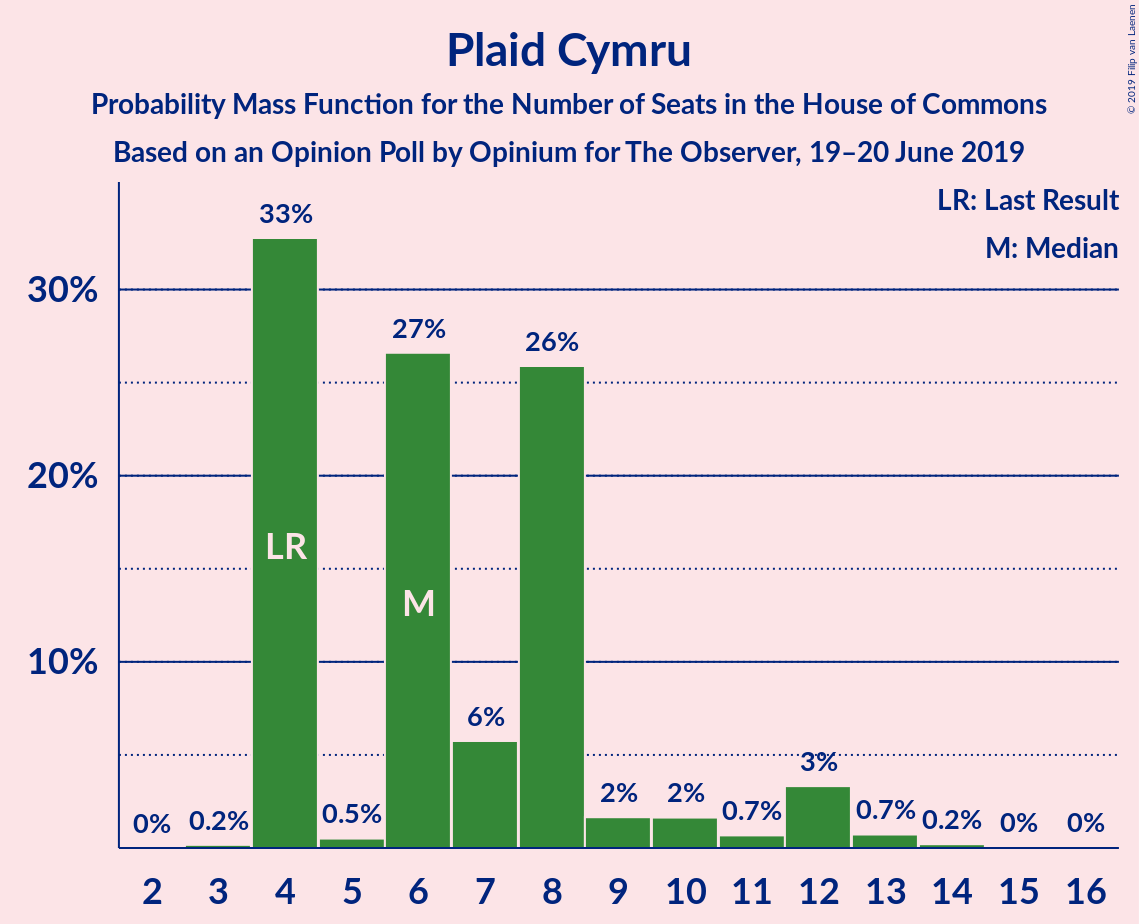 Plaid Cymru
Probability Mass Function for the Number of Seats in the House of Commons
Based on an Opinion Poll by Opinium for The Observer, 19–20 June 2019
© 2019 Filip van Laenen
LR: Last Result
M: Median
30%
20%
10%
0%
0.2%
33%
0.5%
27%
6%
26%
2%
2%
0.7%
3%
0.7%
0.2%
0%
0%
LR
M
2 3 4 5 6 7 8 9 10 11 12 13 14 15 16